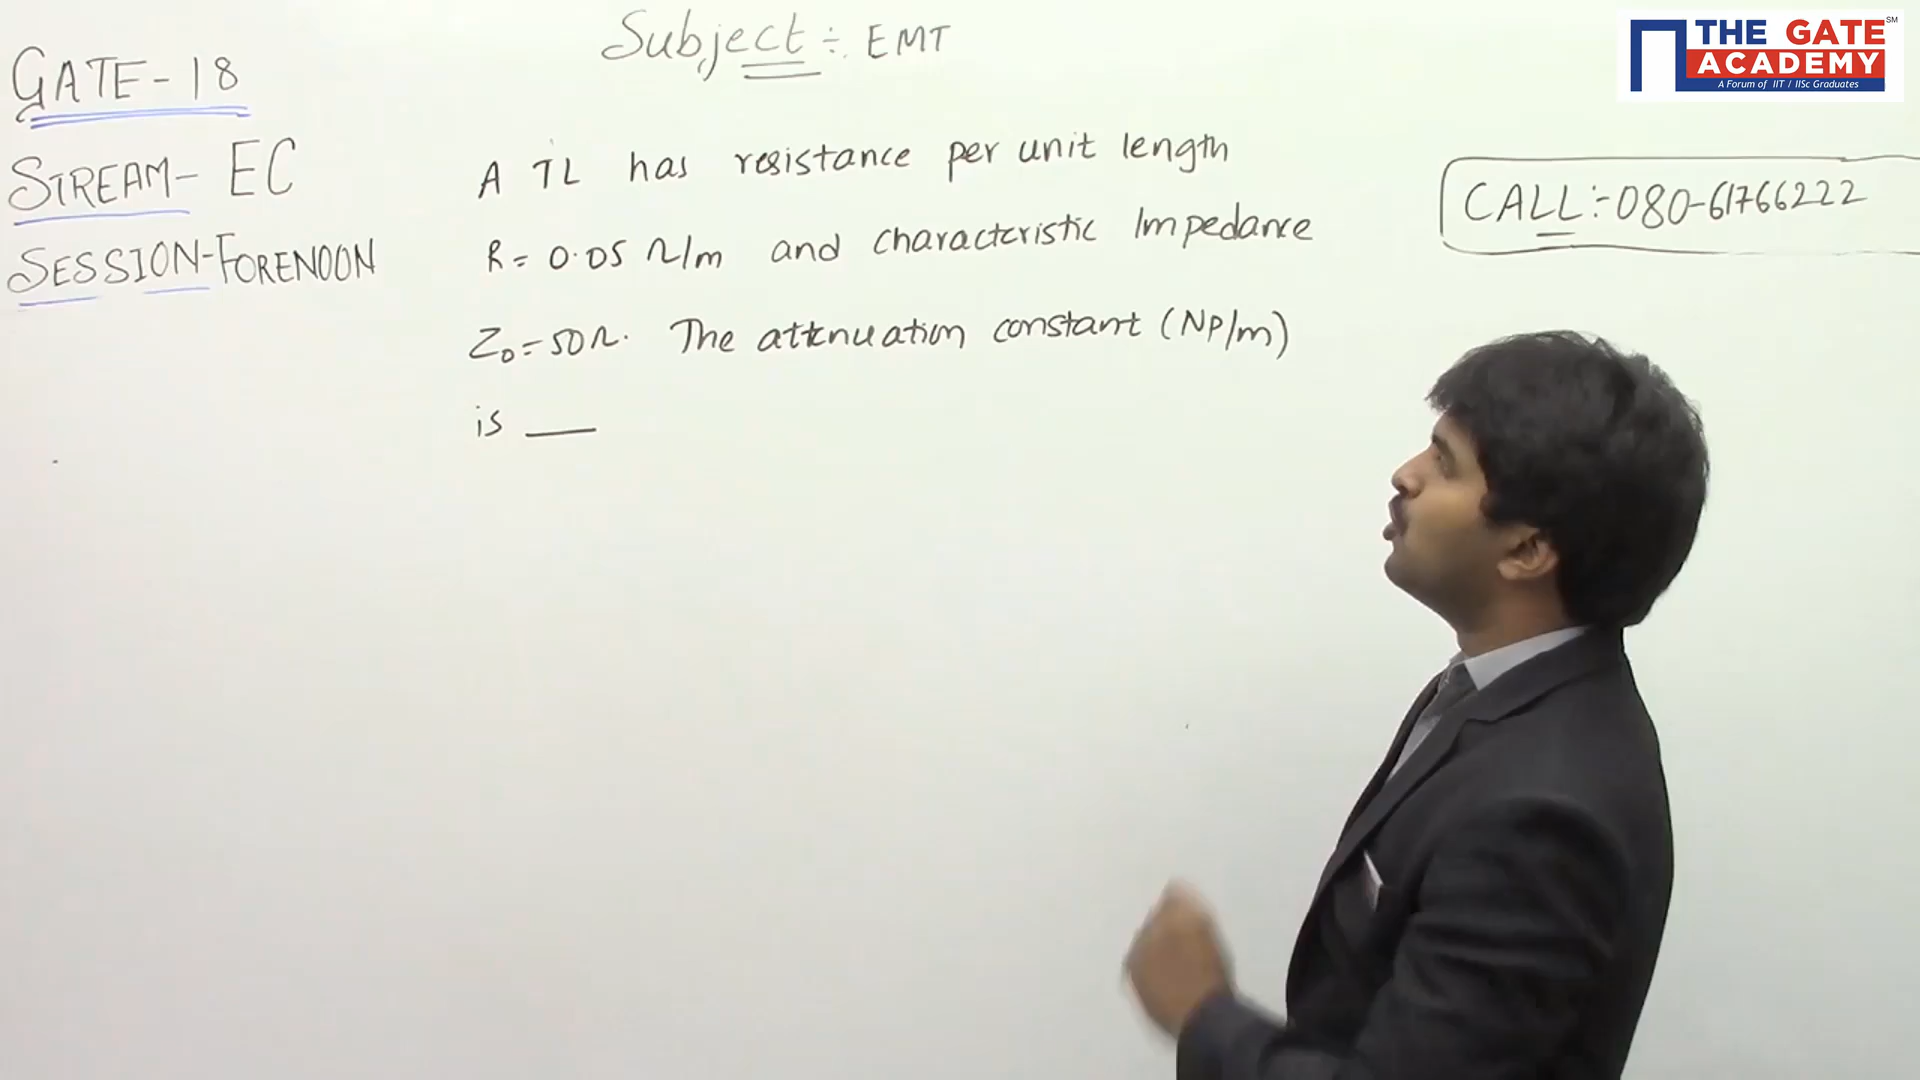 Subject ÷ EMT
GATE-18
STREAM- EC
SESSION-FORENOON
A TL has resistance per unit length
R = 0.05 Ω/m and characteristic Impedance
Z₀ = 50Ω. The attenuation constant (NP/m)
is ___
CALL:-080-61766222
THE GATE SM
ACADEMY
A Forum of IIT / IISc Graduates